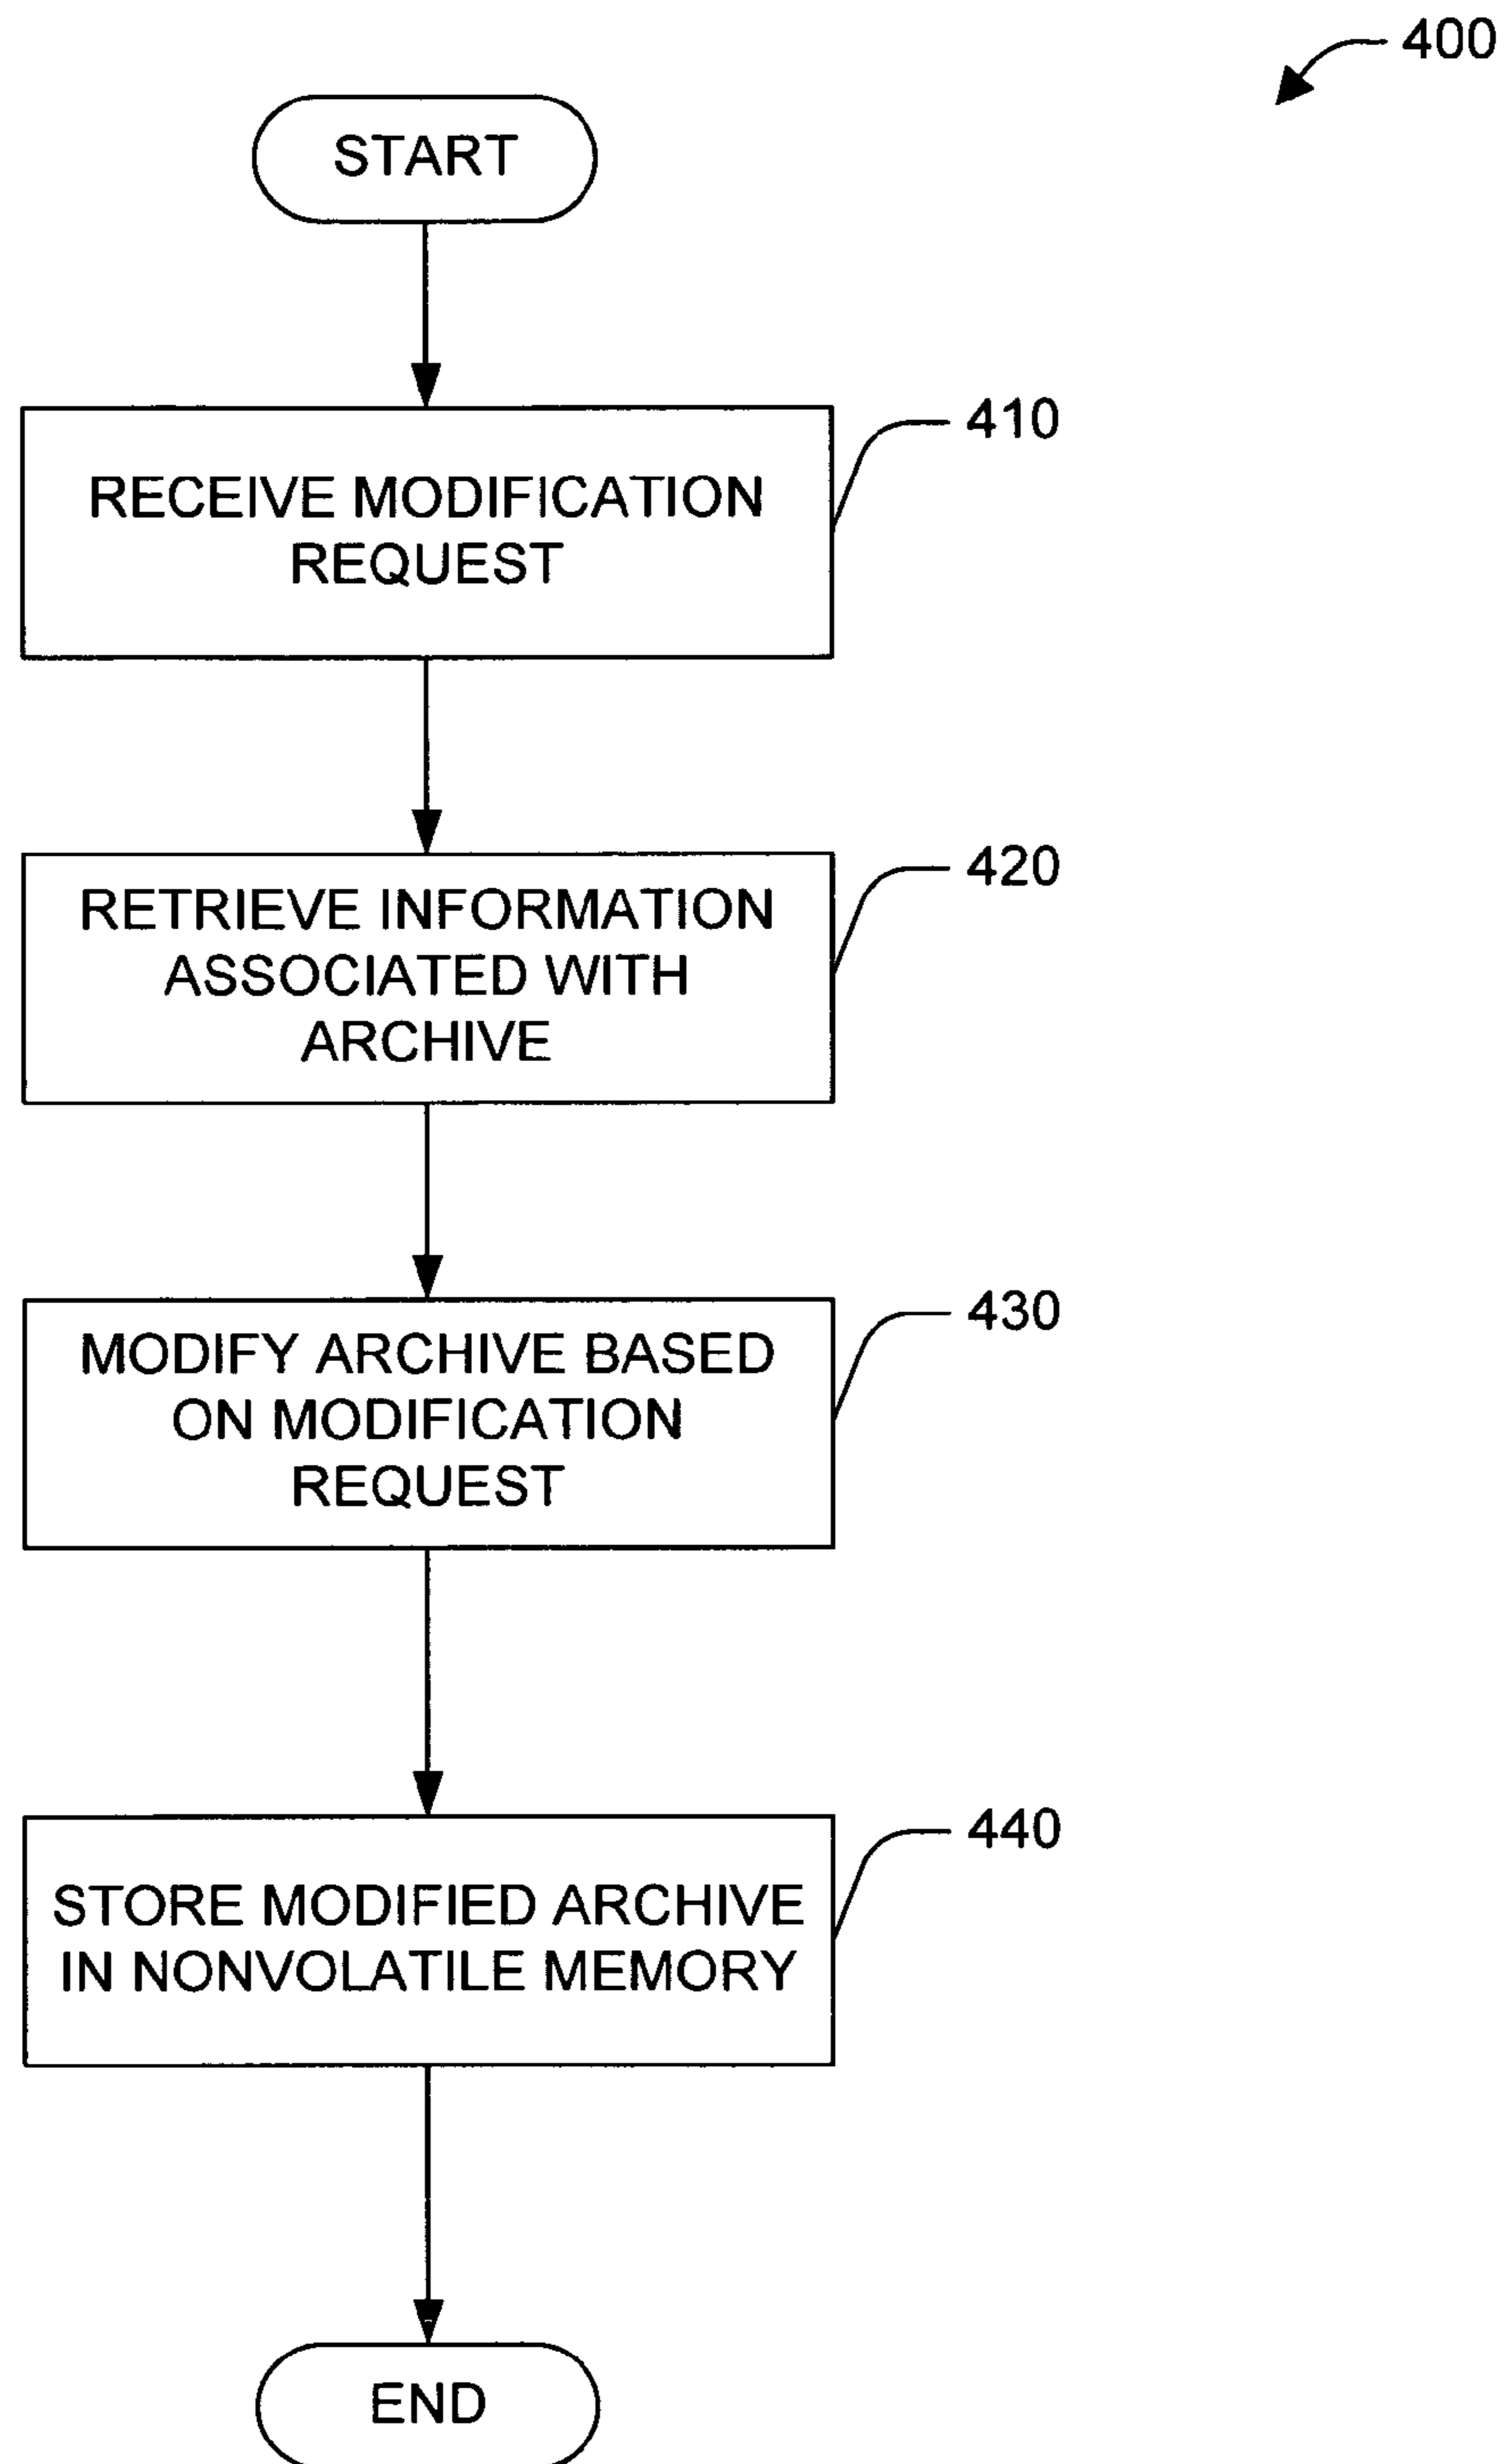 400
START
RECEIVE MODIFICATION
REQUEST
410
RETRIEVE INFORMATION
ASSOCIATED WITH
ARCHIVE
420
MODIFY ARCHIVE BASED
ON MODIFICATION
REQUEST
430
STORE MODIFIED ARCHIVE
IN NONVOLATILE MEMORY
440
END